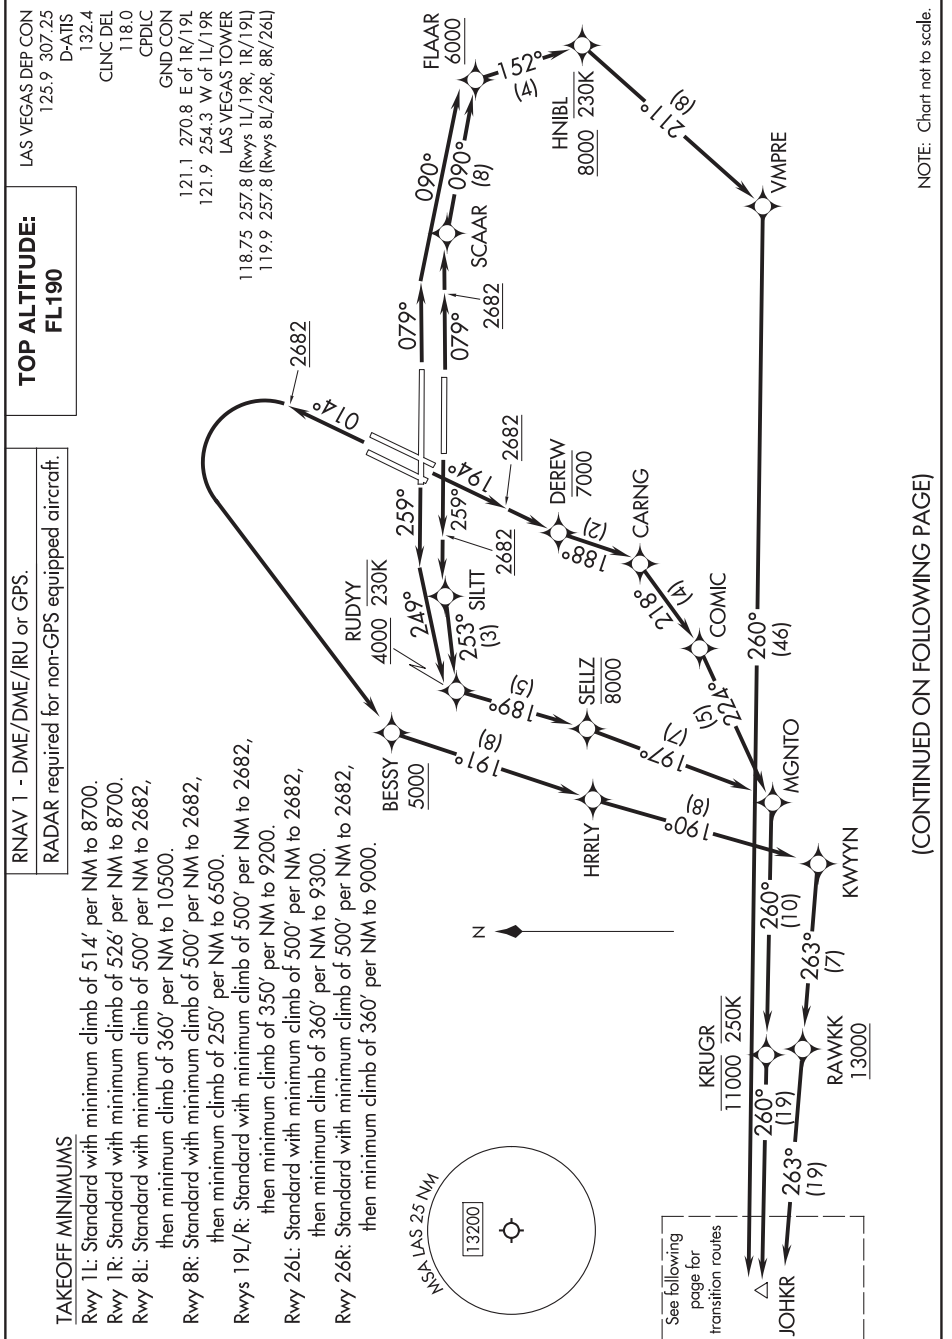 RNAV 1 - DME/DME/IRU or GPS.
RADAR required for non-GPS equipped aircraft.
TOP ALTITUDE:
FL190
LAS VEGAS DEP CON
125.9 307.25
D-ATIS
132.4
CLNC DEL
118.0
CPDLC
GND CON
121.1 270.8 E of 1R/19L
121.9 254.3 W of 1L/19R
LAS VEGAS TOWER
118.75 257.8 (Rwys 1L/19R, 1R/19L)
119.9 257.8 (Rwys 8L/26R, 8R/26L)
TAKEOFF MINIMUMS
Rwy 1L: Standard with minimum climb of 514' per NM to 8700.
Rwy 1R: Standard with minimum climb of 526' per NM to 8700.
Rwy 8L: Standard with minimum climb of 500' per NM to 2682,
then minimum climb of 360' per NM to 10500.
Rwy 8R: Standard with minimum climb of 500' per NM to 2682,
then minimum climb of 250' per NM to 6500.
Rwys 19L/R: Standard with minimum climb of 500' per NM to 2682,
then minimum climb of 350' per NM to 9200.
Rwy 26L: Standard with minimum climb of 500' per NM to 2682,
then minimum climb of 360' per NM to 9300.
Rwy 26R: Standard with minimum climb of 500' per NM to 2682,
then minimum climb of 360' per NM to 9000.
2682
014°
FLAAR
6000
152°
(4)
HNIBL
8000 230K
211°
(8)
VMPRE
090°
090°
(8)
SCAAR
079°
079°
2682
259°
259°
2682
194°
2682
DEREW
7000
188°
(2)
CARNG
218°
(4)
COMIC
224°
(5)
RUDYY
4000 230K
249°
253°
(3)
SILTT
189°
(5)
SELLZ
8000
197°
(7)
MGNTO
BESSY
5000
191°
(8)
HRRLY
190°
(8)
KWYYN
260°
(46)
260°
(10)
263°
(7)
KRUGR
11000 250K
RAWKK
13000
260°
(19)
263°
(19)
N
MSA LAS 25 NM
13200
See following
page for
transition routes
JOHKR
NOTE: Chart not to scale.
(CONTINUED ON FOLLOWING PAGE)